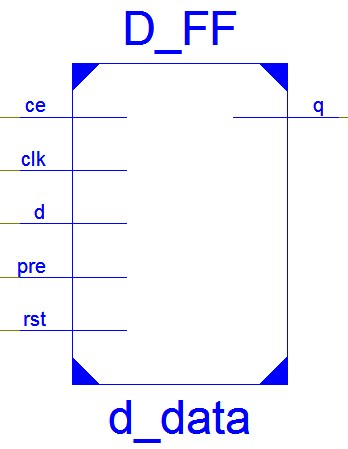 D_FF
ce
q
clk
d
pre
rst
d_data